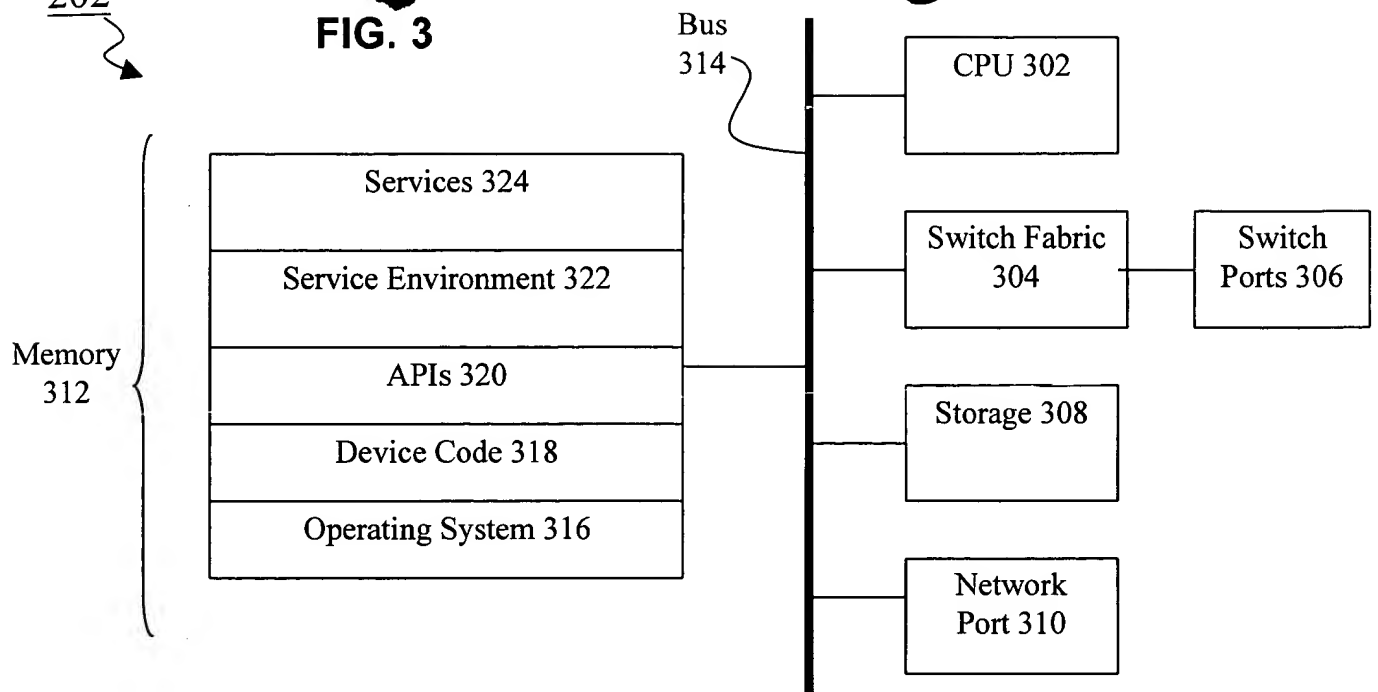 202
FIG. 3
Bus
314
CPU 302
Services 324
Switch Fabric
304
Switch
Ports 306
Service Environment 322
Memory
312
APIs 320
Storage 308
Device Code 318
Operating System 316
Network
Port 310